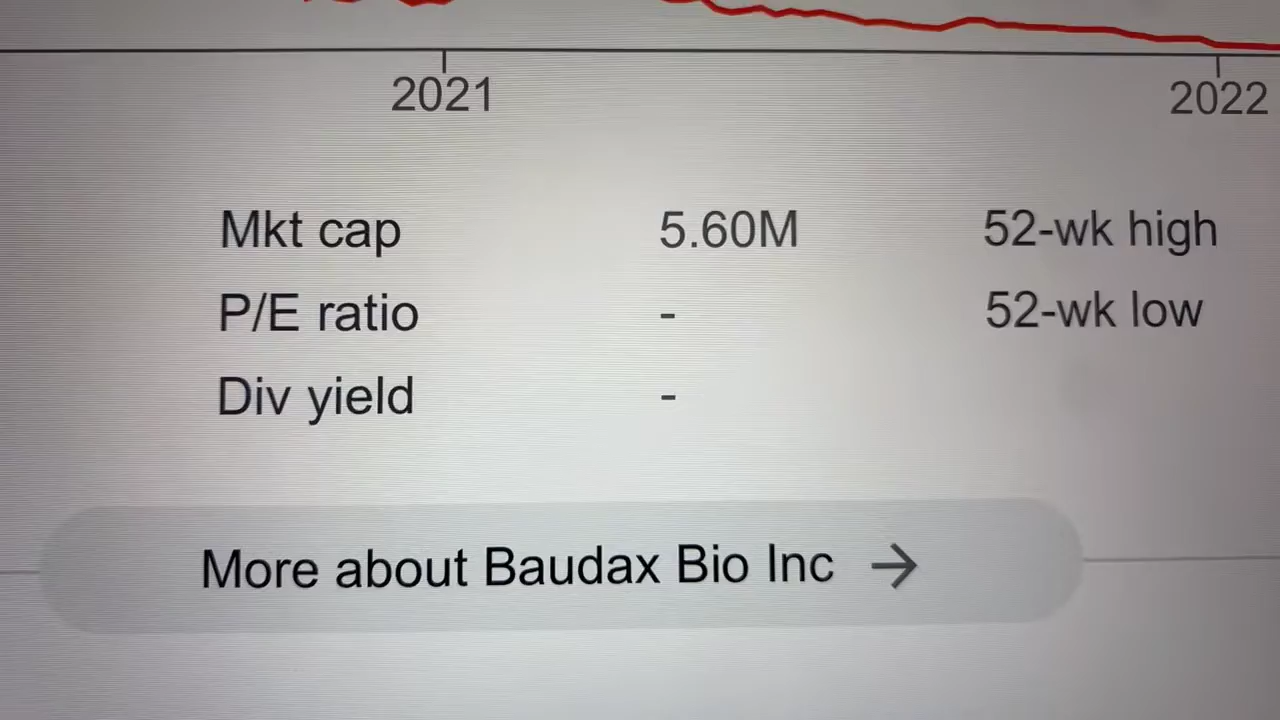 2021 2022
Mkt cap 5.60M 52-wk high
P/E ratio - 52-wk low
Div yield -
More about Baudax Bio Inc →